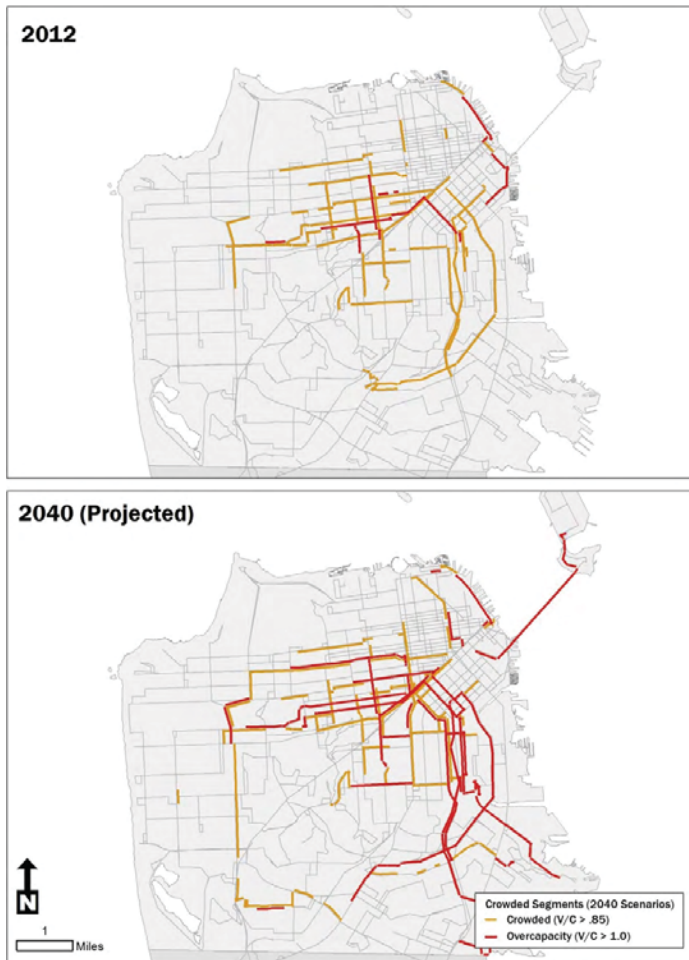 2012
2040 (Projected)
N
1
Miles
Crowded Segments (2040 Scenarios)
Crowded (V/C > .85)
Overcapacity (V/C > 1.0)